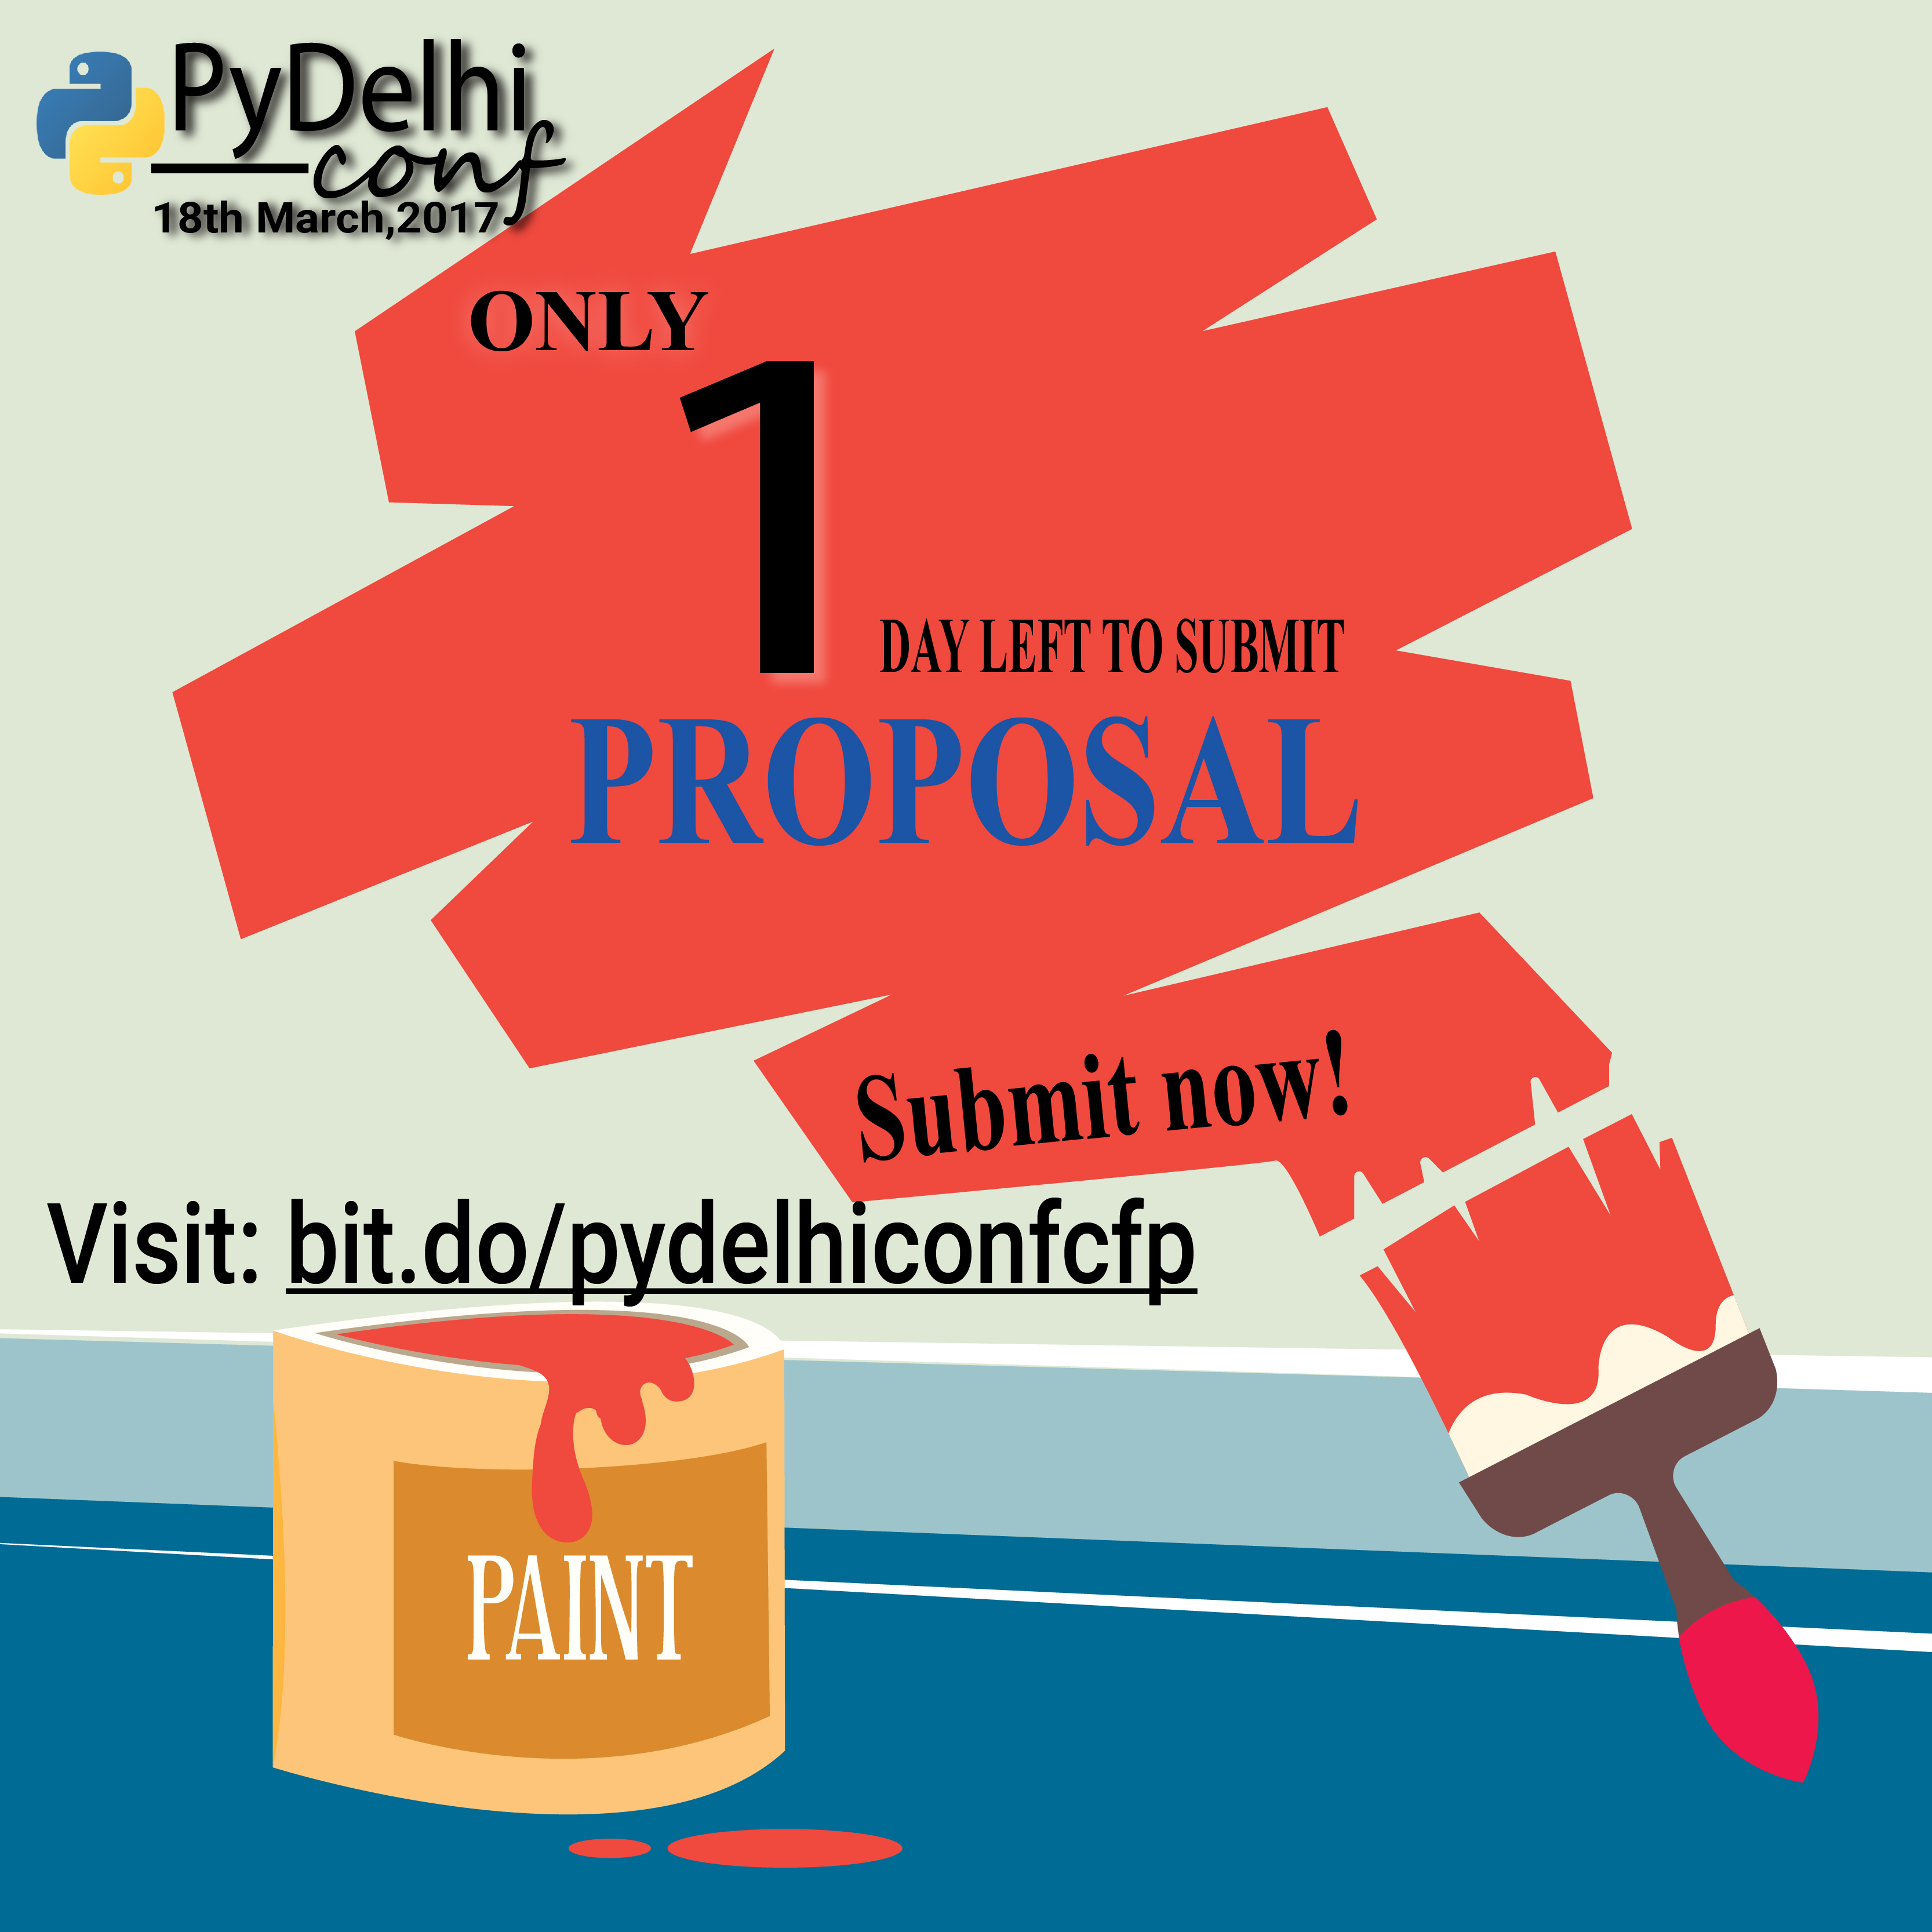 PyDelhi
conf
18th March,2017
ONLY
1
DAY LEFT TO SUBMIT
PROPOSAL
Submit now!
Visit: bit.do/pydelhiconfcfp
PAINT